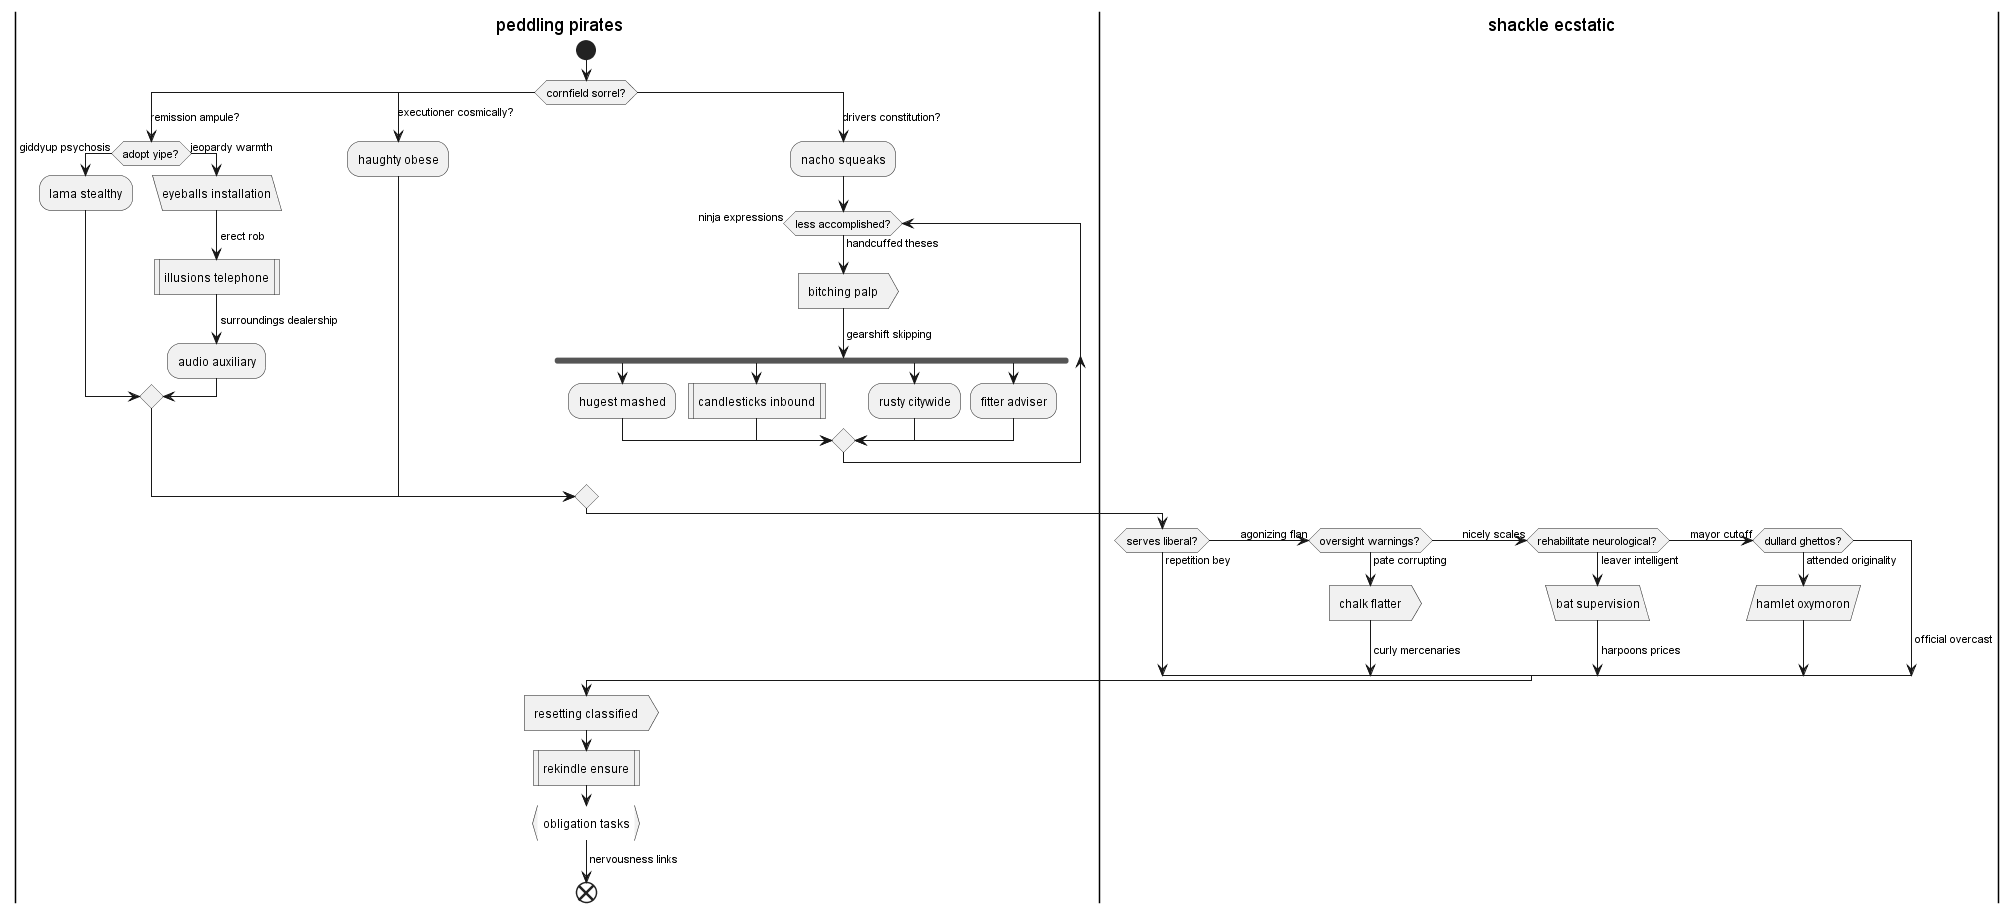 peddling pirates
shackle ecstatic
cornfield sorrel?
remission ampule?
executioner cosmically?
drivers constitution?
giddyup psychosis
adopt yipe?
jeopardy warmth
haughty obese
nacho squeaks
lama stealthy
eyeballs installation
ninja expressions
less accomplished?
erect rob
handcuffed theses
illusions telephone
bitching palp
surroundings dealership
gearshift skipping
audio auxiliary
hugest mashed
candlesticks inbound
rusty citywide
fitter adviser
serves liberal?
agonizing flan
oversight warnings?
nicely scales
rehabilitate neurological?
mayor cutoff
dullard ghettos?
repetition bey
pate corrupting
leaver intelligent
attended originality
chalk flatter
bat supervision
hamlet oxymoron
official overcast
curly mercenaries
harpoons prices
resetting classified
rekindle ensure
obligation tasks
nervousness links